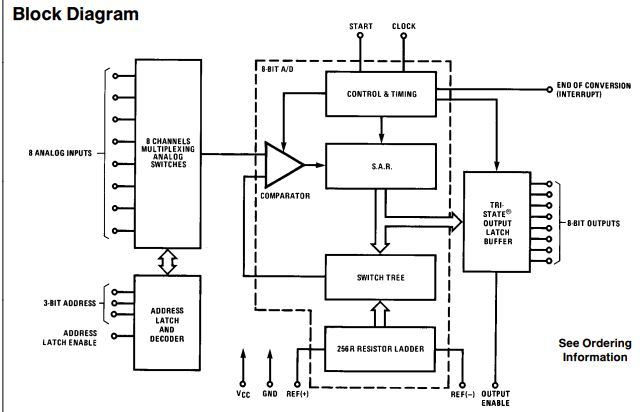 Block Diagram
START
CLOCK
8-BIT A/D
CONTROL & TIMING
END OF CONVERSION
(INTERRUPT)
8 ANALOG INPUTS
8 CHANNELS
MULTIPLEXING
ANALOG
SWITCHES
COMPARATOR
S.A.R.
TRI-
STATE®
OUTPUT
LATCH
BUFFER
8-BIT OUTPUTS
SWITCH TREE
3-BIT ADDRESS
ADDRESS
LATCH ENABLE
ADDRESS
LATCH
AND
DECODER
256R RESISTOR LADDER
See Ordering
Information
VCC
GND
REF(+)
REF(−)
OUTPUT
ENABLE